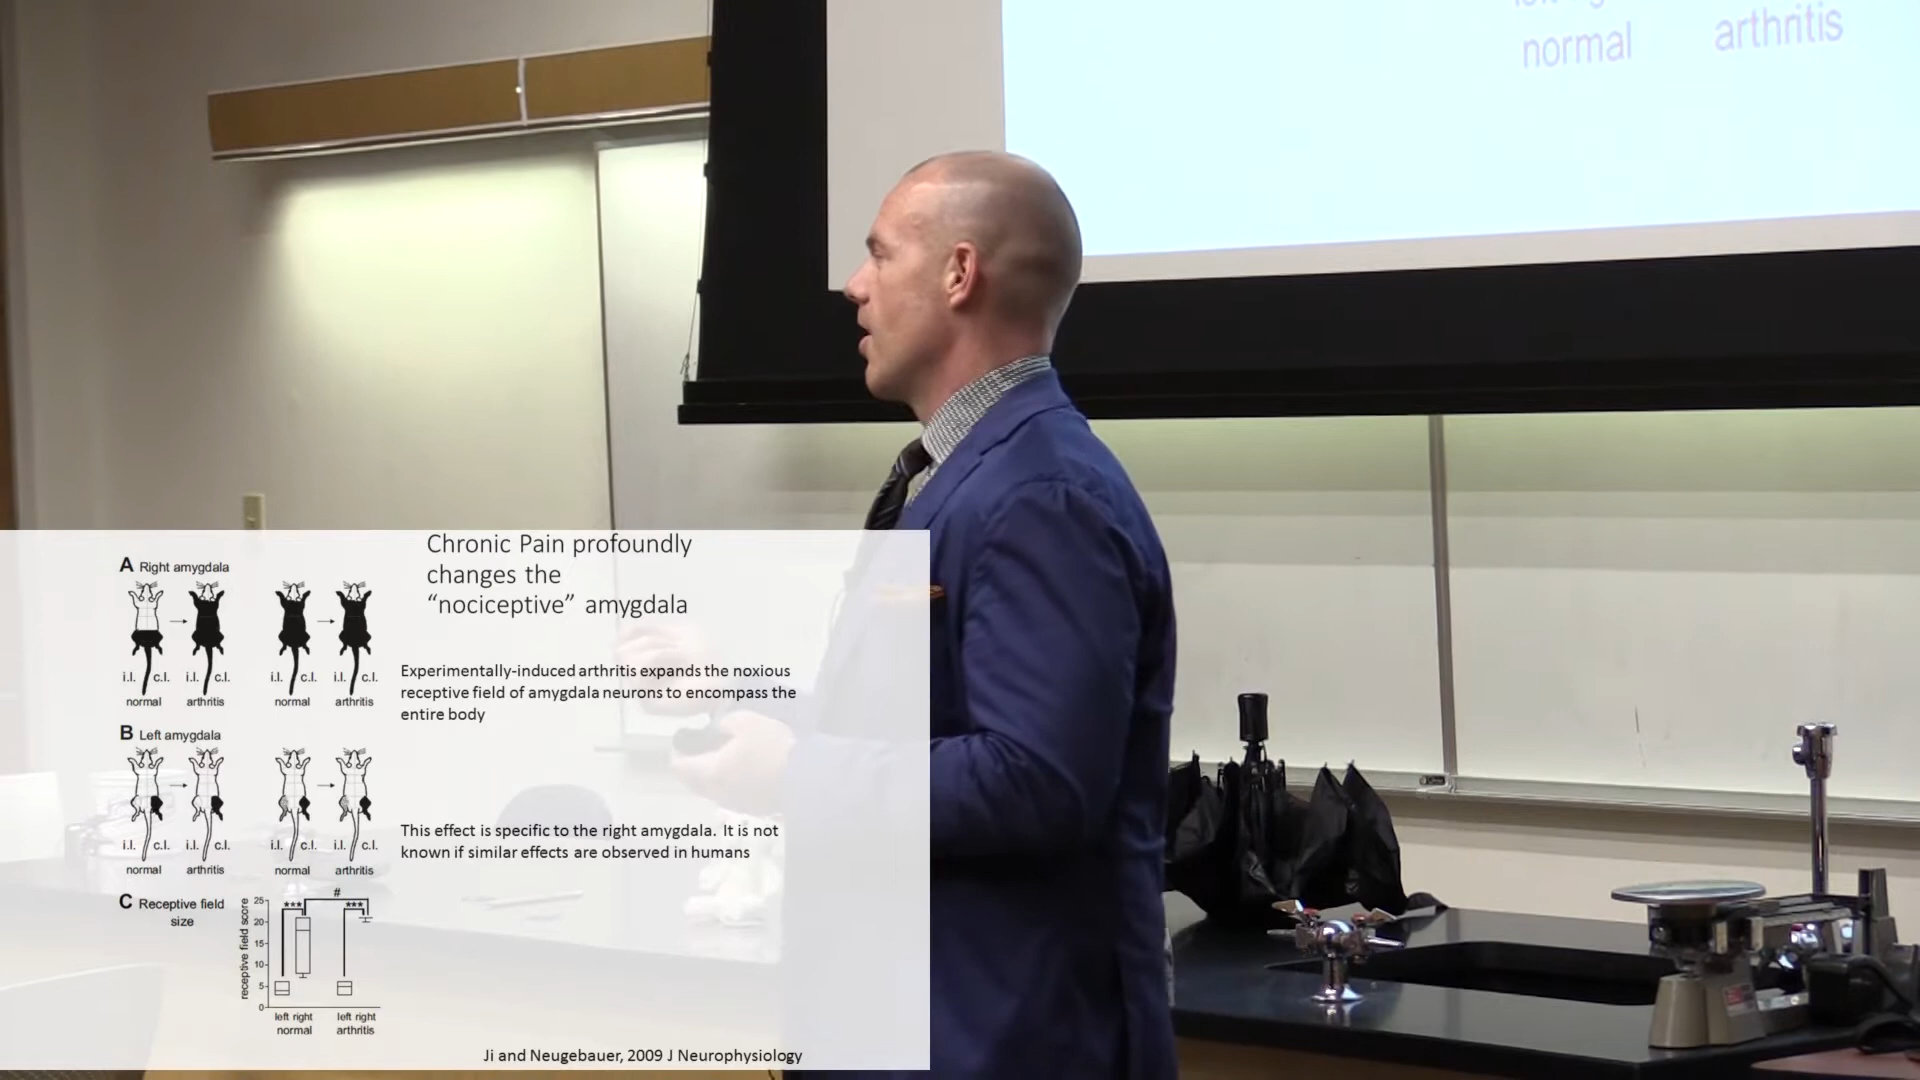 normal arthritis
Chronic Pain profoundly
changes the
“nociceptive” amygdala
A Right amygdala
i.l. c.l. i.l. c.l. i.l. c.l. i.l. c.l.
normal arthritis normal arthritis
Experimentally-induced arthritis expands the noxious
receptive field of amygdala neurons to encompass the
entire body
B Left amygdala
i.l. c.l. i.l. c.l. i.l. c.l. i.l. c.l.
normal arthritis normal arthritis
This effect is specific to the right amygdala. It is not
known if similar effects are observed in humans
C Receptive field
size
receptive field score
#
*** ***
25
20
15
10
5
0
left right left right
normal arthritis
Ji and Neugebauer, 2009 J Neurophysiology